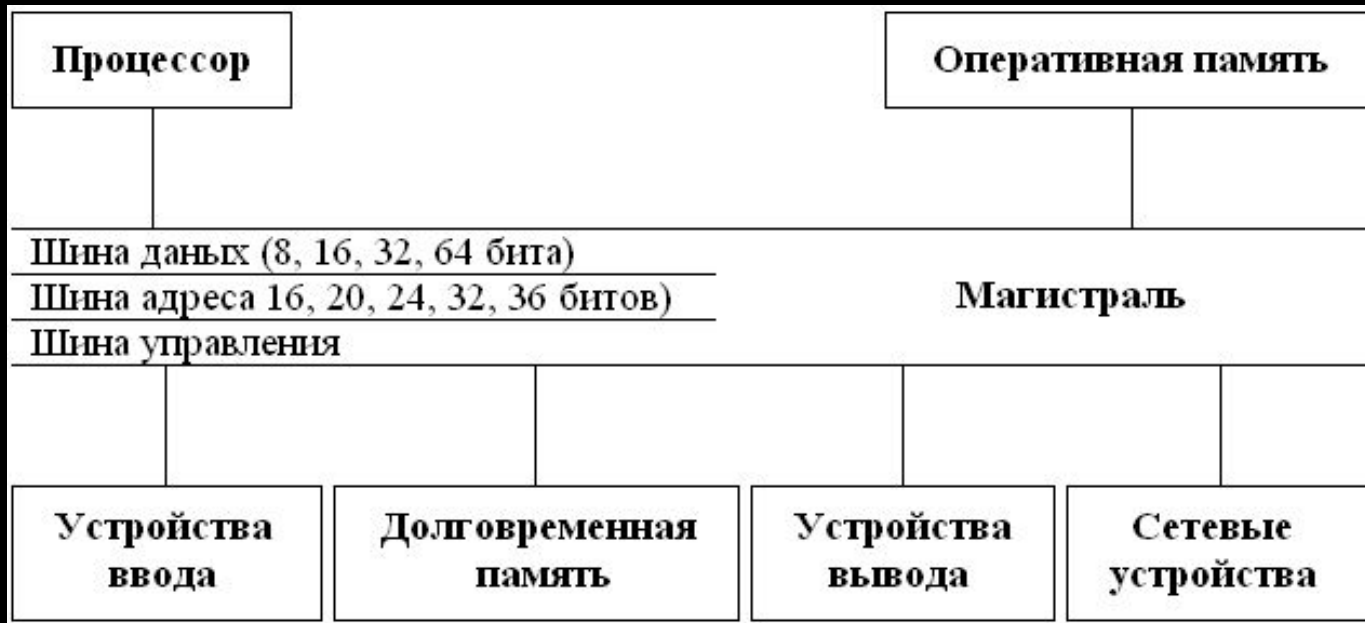 Процессор
Оперативная память
Шина даных (8, 16, 32, 64 бита)
Шина адреса 16, 20, 24, 32, 36 битов)
Шина управления
Магистраль
Устройства
ввода
Долговременная
память
Устройства
вывода
Сетевые
устройства